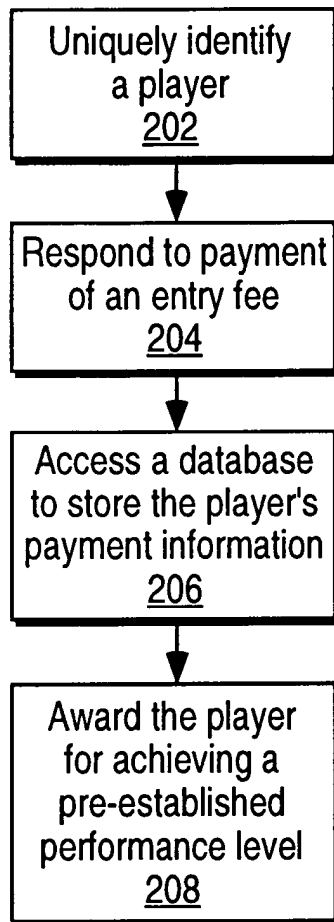 Uniquely identify
a player
202
Respond to payment
of an entry fee
204
Access a database
to store the player's
payment information
206
Award the player
for achieving a
pre-established
performance level
208